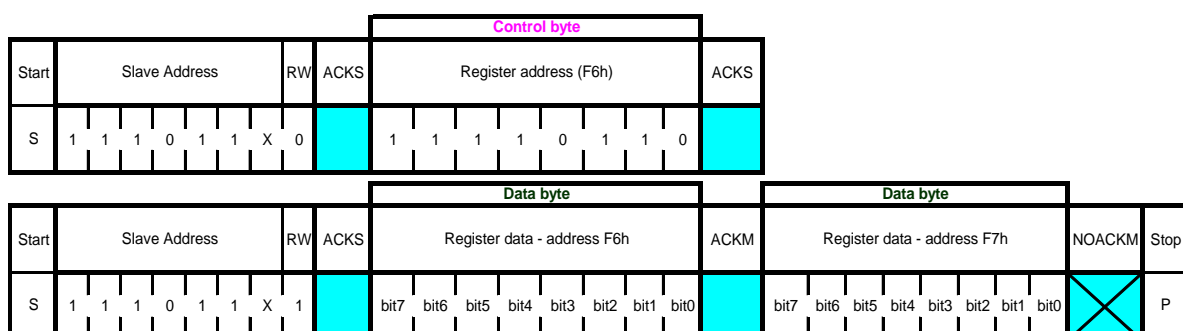 Control byte
Start Slave Address RW ACKS Register address (F6h) ACKS
S 1 1 1 0 1 1 X 0 1 1 1 1 0 1 1 0
Data byte Data byte
Start Slave Address RW ACKS Register data - address F6h ACKM Register data - address F7h NOACKM Stop
S 1 1 1 0 1 1 X 1 bit7 bit6 bit5 bit4 bit3 bit2 bit1 bit0 bit7 bit6 bit5 bit4 bit3 bit2 bit1 bit0 P